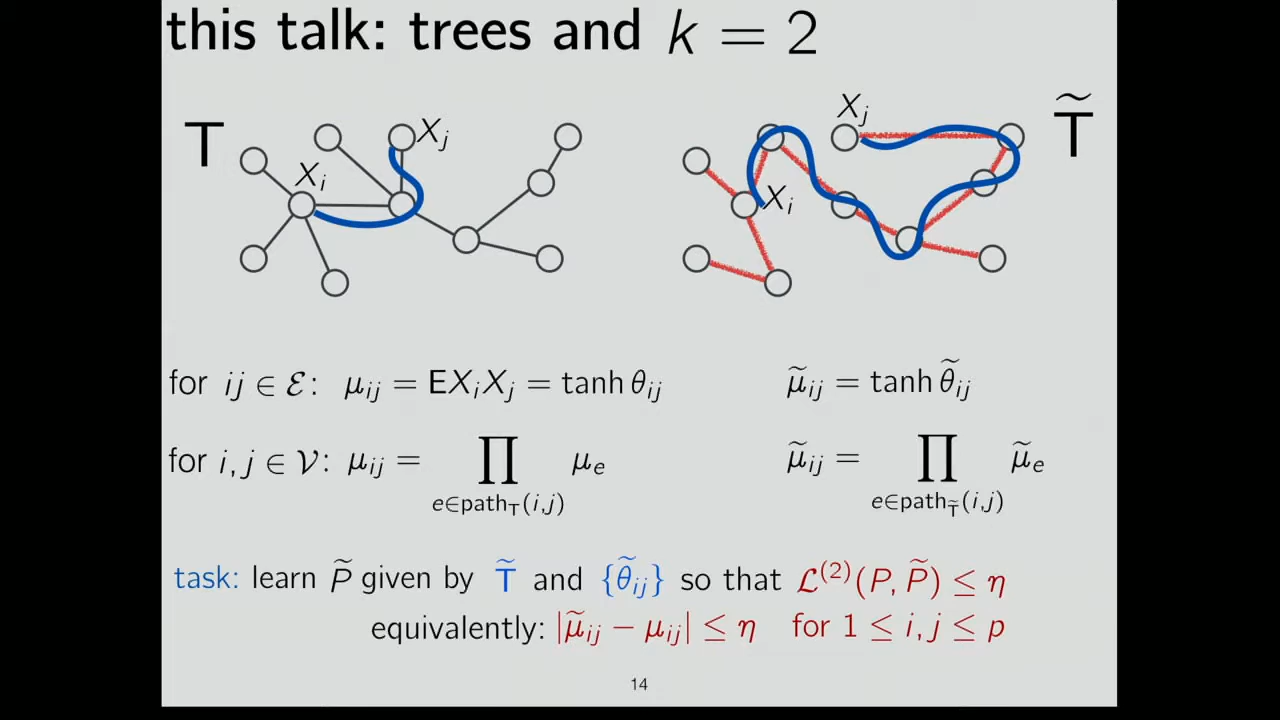 this talk: trees and k = 2
T
X_i
X_j
X_j
X_i
T̃
for ij ∈ ℰ: μ_ij = EX_iX_j = tanh θ_ij
μ̃_ij = tanh θ̃_ij
for i, j ∈ 𝒱: μ_ij = ∏_{e∈path_T(i,j)} μ_e
μ̃_ij = ∏_{e∈path_T̃(i,j)} μ̃_e
task: learn P̃ given by T̃ and {θ̃_ij} so that ℒ^(2)(P, P̃) ≤ η
equivalently: |μ̃_ij − μ_ij| ≤ η for 1 ≤ i, j ≤ p
14